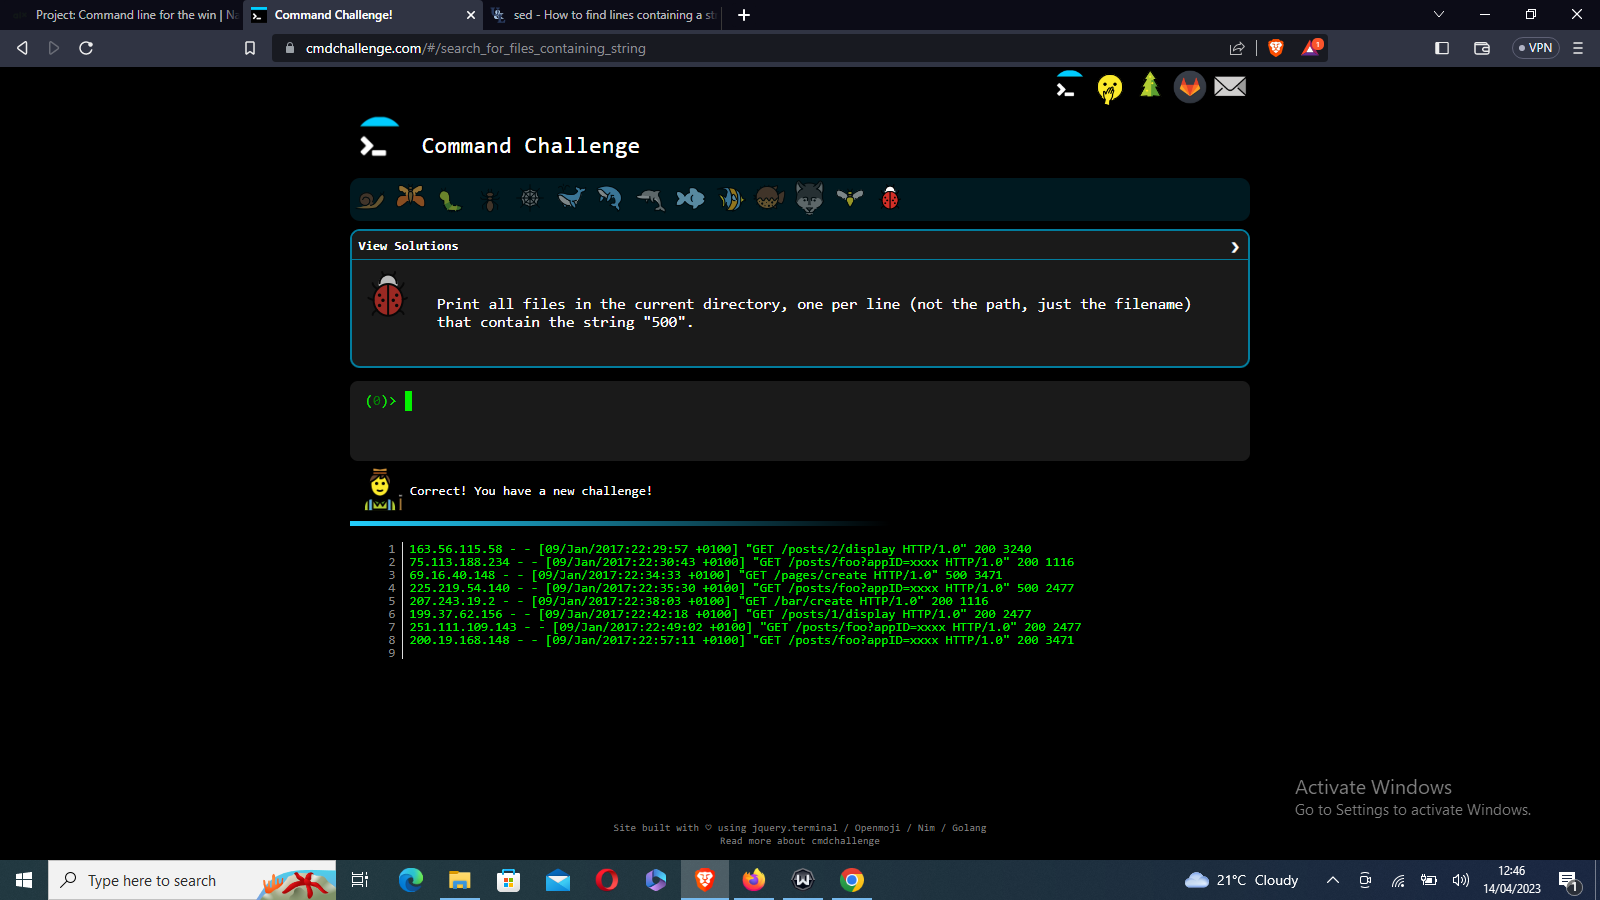 Project: Command line for the win | Na
Command Challenge!
sed - How to find lines containing a st
cmdchallenge.com/#/search_for_files_containing_string
1
VPN
Command Challenge
View Solutions
Print all files in the current directory, one per line (not the path, just the filename)
that contain the string "500".
(0)>
Correct! You have a new challenge!
1 163.56.115.58 - - [09/Jan/2017:22:29:57 +0100] "GET /posts/2/display HTTP/1.0" 200 3240
2 75.113.188.234 - - [09/Jan/2017:22:30:43 +0100] "GET /posts/foo?appID=xxxx HTTP/1.0" 200 1116
3 69.16.40.148 - - [09/Jan/2017:22:34:33 +0100] "GET /pages/create HTTP/1.0" 500 3471
4 225.219.54.140 - - [09/Jan/2017:22:35:30 +0100] "GET /posts/foo?appID=xxxx HTTP/1.0" 500 2477
5 207.243.19.2 - - [09/Jan/2017:22:38:03 +0100] "GET /bar/create HTTP/1.0" 200 1116
6 199.37.62.156 - - [09/Jan/2017:22:42:18 +0100] "GET /posts/1/display HTTP/1.0" 200 2477
7 251.111.109.143 - - [09/Jan/2017:22:49:02 +0100] "GET /posts/foo?appID=xxxx HTTP/1.0" 200 2477
8 200.19.168.148 - - [09/Jan/2017:22:57:11 +0100] "GET /posts/foo?appID=xxxx HTTP/1.0" 200 3471
9
Activate Windows
Go to Settings to activate Windows.
Site built with ♡ using jquery.terminal / Openmoji / Nim / Golang
Read more about cmdchallenge
Type here to search
21°C Cloudy
12:46
14/04/2023
1